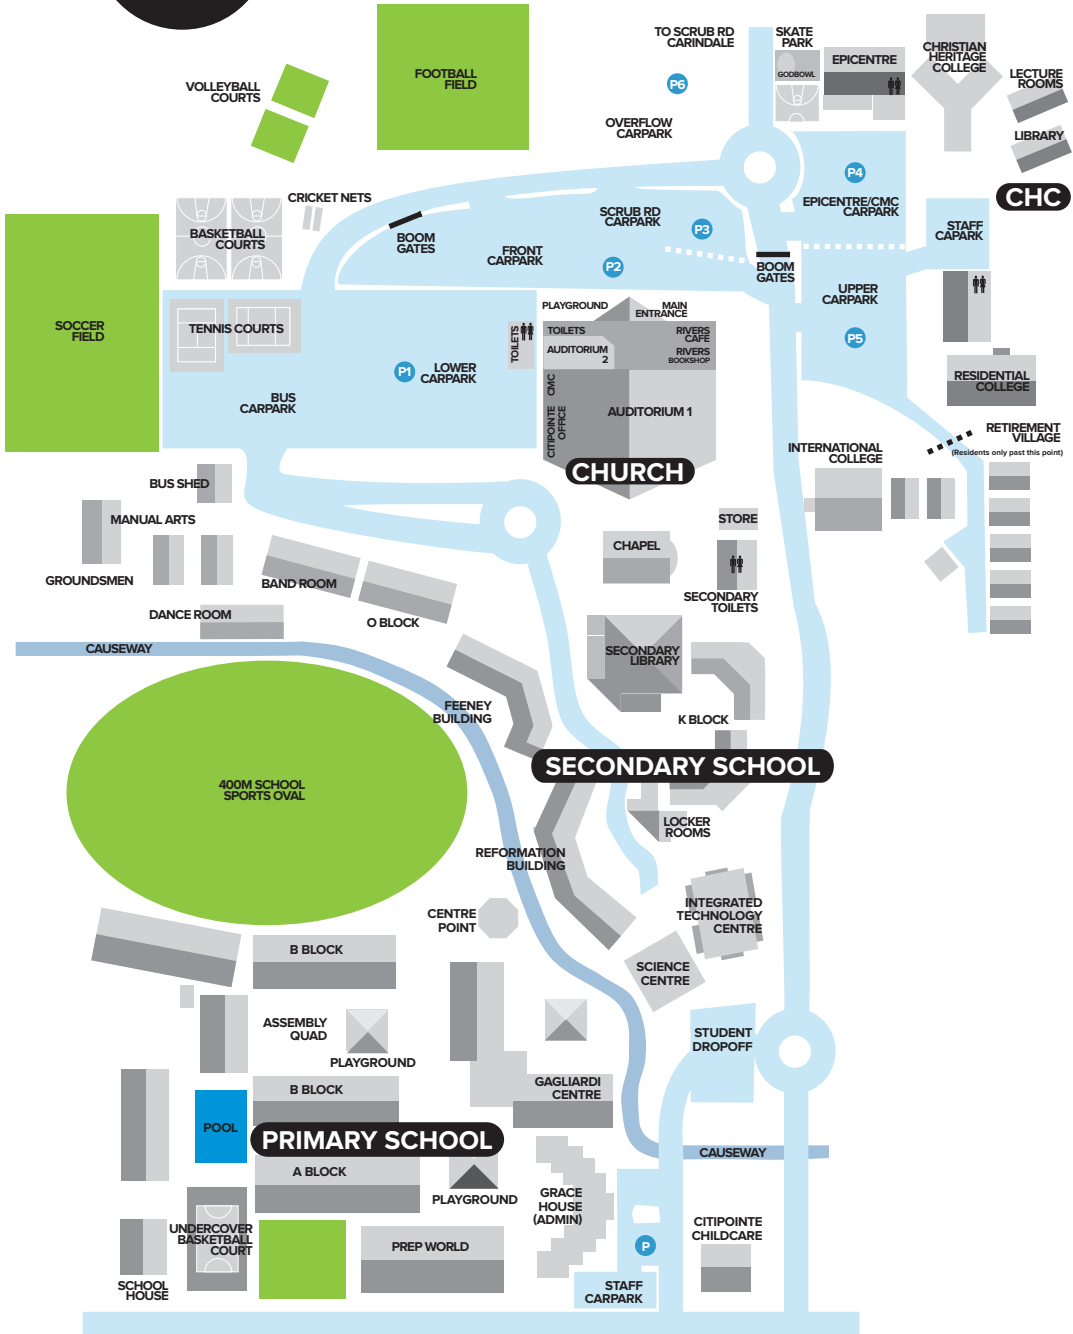 TO SCRUB RD
CARINDALE
SKATE
PARK
GODBOWL
EPICENTRE
CHRISTIAN
HERITAGE
COLLEGE
LECTURE
ROOMS
LIBRARY
CHC
VOLLEYBALL
COURTS
FOOTBALL
FIELD
P6
OVERFLOW
CARPARK
P4
EPICENTRE/CMC
CARPARK
STAFF
CAPARK
CRICKET NETS
BASKETBALL
COURTS
BOOM
GATES
SCRUB RD
CARPARK
P3
FRONT
CARPARK
P2
BOOM
GATES
UPPER
CARPARK
P5
SOCCER
FIELD
TENNIS COURTS
P1
LOWER
CARPARK
BUS
CARPARK
TOILETS
PLAYGROUND
MAIN
ENTRANCE
TOILETS
AUDITORIUM
2
RIVERS
CAFE
RIVERS
BOOKSHOP
CMC
CITIPOINTE
OFFICE
AUDITORIUM 1
CHURCH
RESIDENTIAL
COLLEGE
RETIREMENT
VILLAGE
(Residents only past this point)
INTERNATIONAL
COLLEGE
BUS SHED
MANUAL ARTS
GROUNDSMEN
BAND ROOM
DANCE ROOM
O BLOCK
CAUSEWAY
STORE
CHAPEL
SECONDARY
TOILETS
SECONDARY
LIBRARY
K BLOCK
FEENEY
BUILDING
SECONDARY SCHOOL
400M SCHOOL
SPORTS OVAL
LOCKER
ROOMS
REFORMATION
BUILDING
CENTRE
POINT
INTEGRATED
TECHNOLOGY
CENTRE
SCIENCE
CENTRE
B BLOCK
ASSEMBLY
QUAD
PLAYGROUND
STUDENT
DROPOFF
B BLOCK
GAGLIARDI
CENTRE
POOL
PRIMARY SCHOOL
CAUSEWAY
A BLOCK
PLAYGROUND
GRACE
HOUSE
(ADMIN)
UNDERCOVER
BASKETBALL
COURT
PREP WORLD
P
CITIPOINTE
CHILDCARE
SCHOOL
HOUSE
STAFF
CARPARK